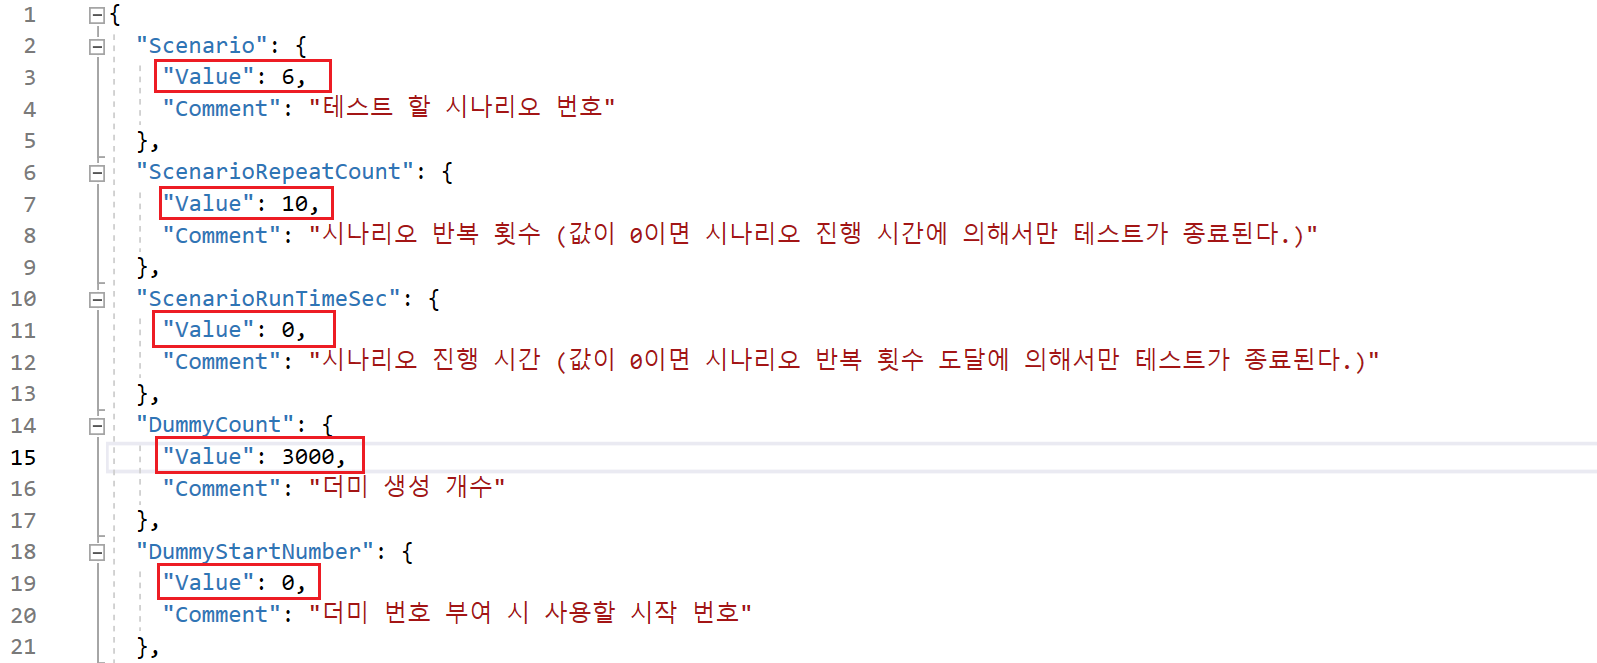 1 {
2 "Scenario": {
3 "Value": 6,
4 "Comment": "테스트 할 시나리오 번호"
5 },
6 "ScenarioRepeatCount": {
7 "Value": 10,
8 "Comment": "시나리오 반복 횟수 (값이 0이면 시나리오 진행 시간에 의해서만 테스트가 종료된다.)"
9 },
10 "ScenarioRunTimeSec": {
11 "Value": 0,
12 "Comment": "시나리오 진행 시간 (값이 0이면 시나리오 반복 횟수 도달에 의해서만 테스트가 종료된다.)"
13 },
14 "DummyCount": {
15 "Value": 3000,
16 "Comment": "더미 생성 개수"
17 },
18 "DummyStartNumber": {
19 "Value": 0,
20 "Comment": "더미 번호 부여 시 사용할 시작 번호"
21 },